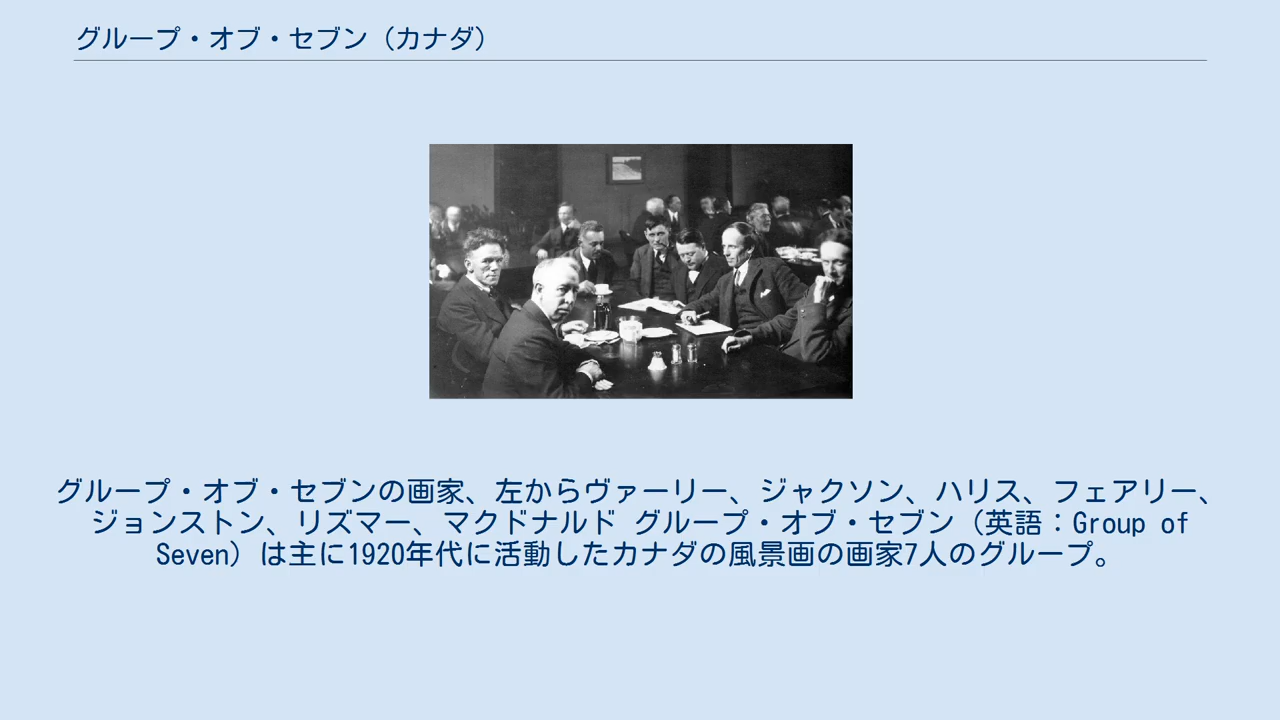 グループ・オブ・セブン（カナダ）
グループ・オブ・セブンの画家、左からヴァーリー、ジャクソン、ハリス、フェアリー、
ジョンストン、リズマー、マクドナルド グループ・オブ・セブン（英語：Group of
Seven）は主に1920年代に活動したカナダの風景画の画家7人のグループ。